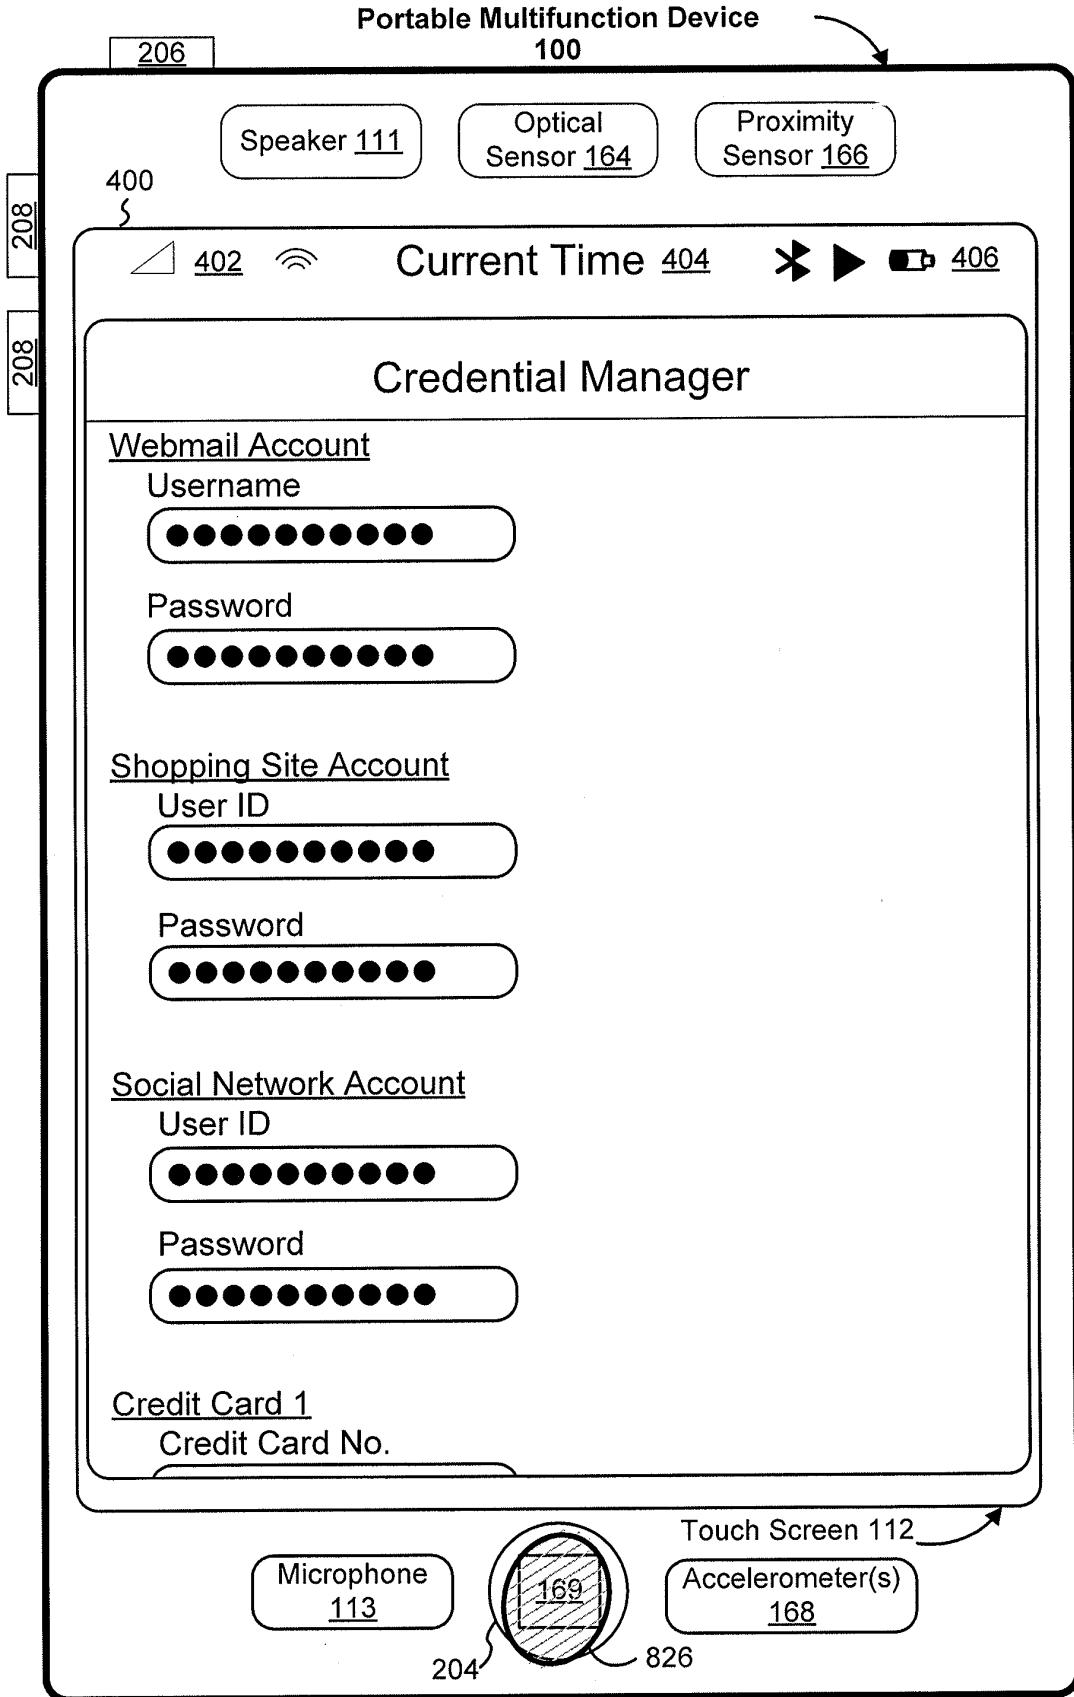 Portable Multifunction Device
100
206
Speaker 111
Optical
Sensor 164
Proximity
Sensor 166
208
400
402
Current Time 404
406
208
Credential Manager
Webmail Account
Username
●●●●●●●●●●
Password
●●●●●●●●●●
Shopping Site Account
User ID
●●●●●●●●●●
Password
●●●●●●●●●●
Social Network Account
User ID
●●●●●●●●●●
Password
●●●●●●●●●●
Credit Card 1
Credit Card No.
Touch Screen 112
Microphone
113
169
Accelerometer(s)
168
204
826